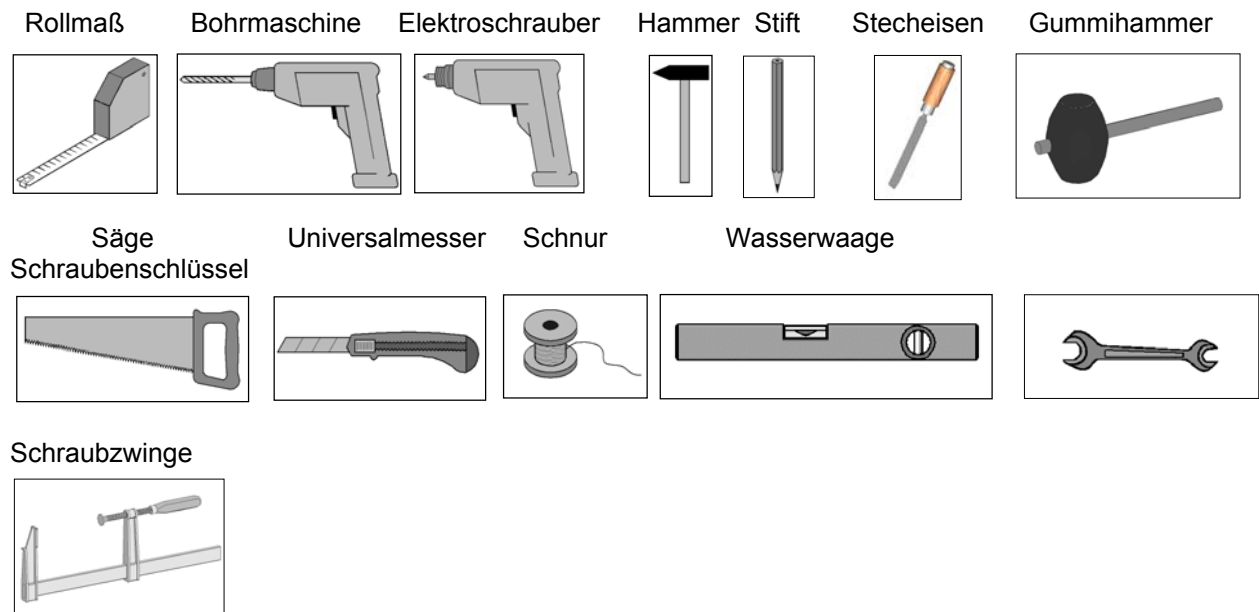 Rollmaß Bohrmaschine Elektroschrauber Hammer Stift Stecheisen Gummihammer
Säge Universalmesser Schnur Wasserwaage
Schraubenschlüssel
Schraubzwinge